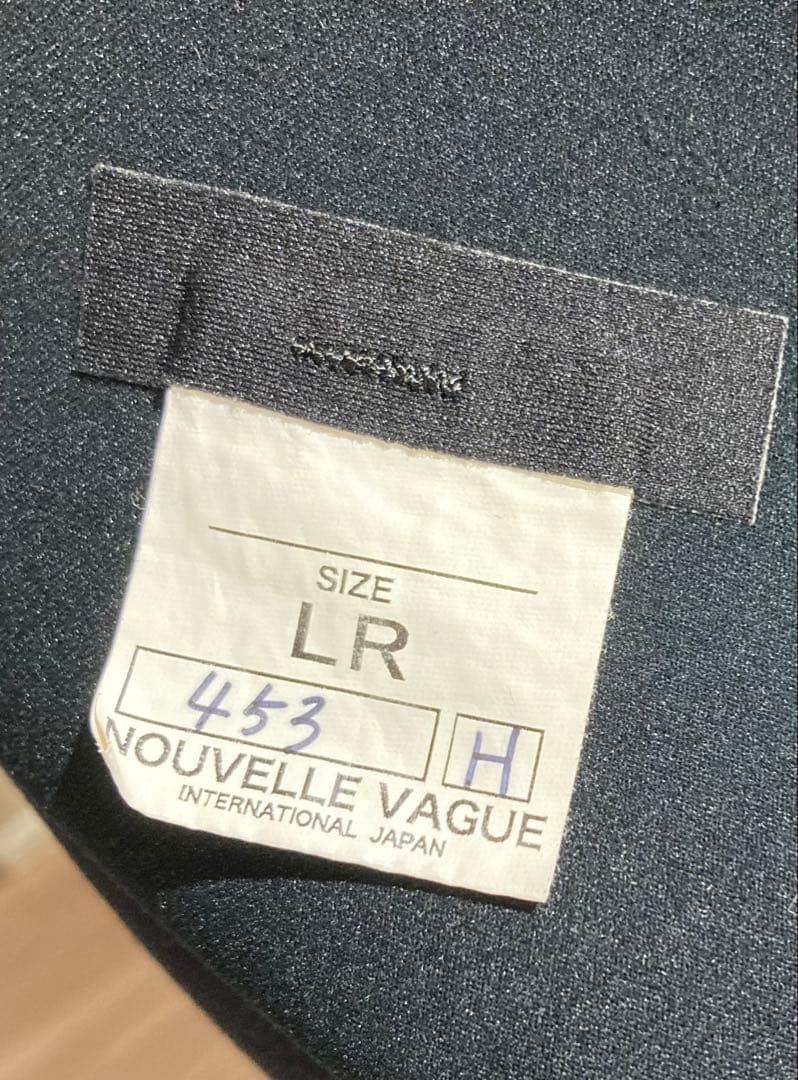 SIZE
LR
453 H
NOUVELLE VAGUE
INTERNATIONAL JAPAN